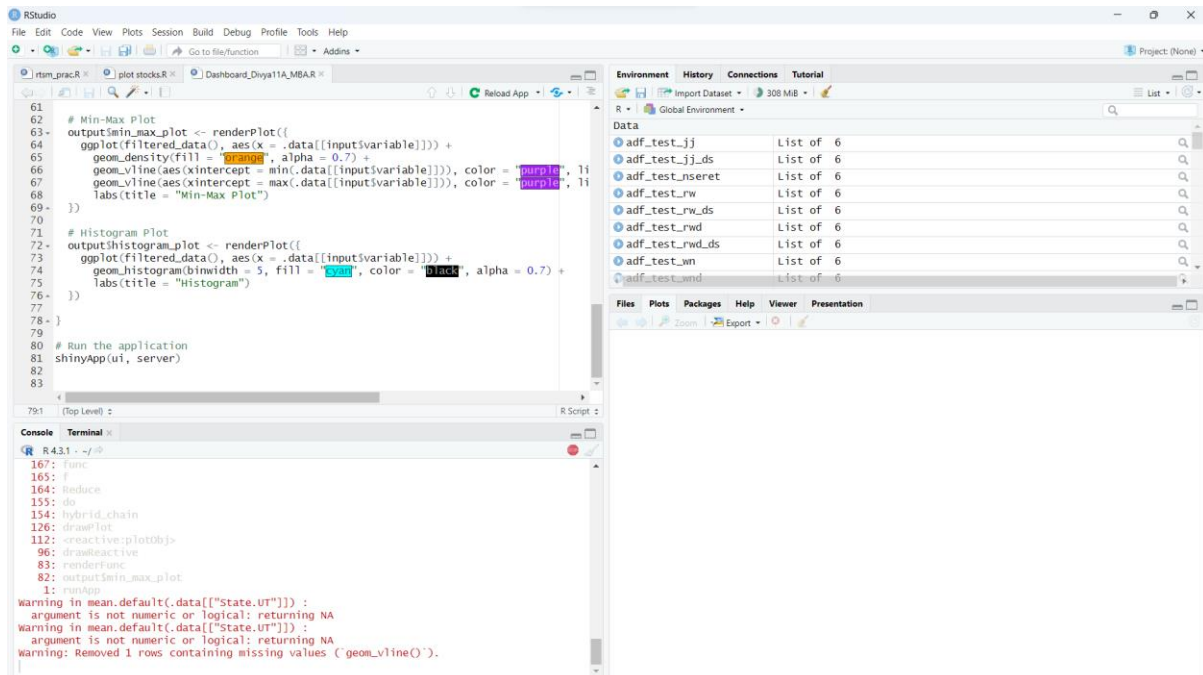 RStudio
File Edit Code View Plots Session Build Debug Profile Tools Help
Go to file/function Addins Project: (None)
rtsm_prac.R plot stocks.R Dashboard_Divya11A_MBA.R
Reload App
61
62 # Min-Max Plot
63 output$min_max_plot <- renderPlot({
64 ggplot(filtered_data(), aes(x = .data[[input$variable]])) +
65 geom_density(fill = "orange", alpha = 0.7) +
66 geom_vline(aes(xintercept = min(.data[[input$variable]])), color = "purple", li
67 geom_vline(aes(xintercept = max(.data[[input$variable]])), color = "purple", li
68 labs(title = "Min-Max Plot")
69 })
70
71 # Histogram Plot
72 output$histogram_plot <- renderPlot({
73 ggplot(filtered_data(), aes(x = .data[[input$variable]])) +
74 geom_histogram(binwidth = 5, fill = "cyan", color = "black", alpha = 0.7) +
75 labs(title = "Histogram")
76 })
77
78 }
79
80 # Run the application
81 shinyApp(ui, server)
82
83
79:1 (Top Level) R Script
Console Terminal
R 4.3.1 · ~/
167: func
165: f
164: Reduce
155: do
154: hybrid_chain
126: drawPlot
112: <reactive:plotObj>
96: drawReactive
83: renderFunc
82: output$min_max_plot
1: runApp
Warning in mean.default(.data[["State.UT"]]) :
argument is not numeric or logical: returning NA
Warning in mean.default(.data[["State.UT"]]) :
argument is not numeric or logical: returning NA
Warning: Removed 1 rows containing missing values (`geom_vline()`).
Environment History Connections Tutorial
Import Dataset 308 MiB List
R Global Environment
Data
adf_test_jj List of 6
adf_test_jj_ds List of 6
adf_test_nseret List of 6
adf_test_rw List of 6
adf_test_rw_ds List of 6
adf_test_rwd List of 6
adf_test_rwd_ds List of 6
adf_test_wn List of 6
adf_test_wnd List of 6
Files Plots Packages Help Viewer Presentation
Zoom Export